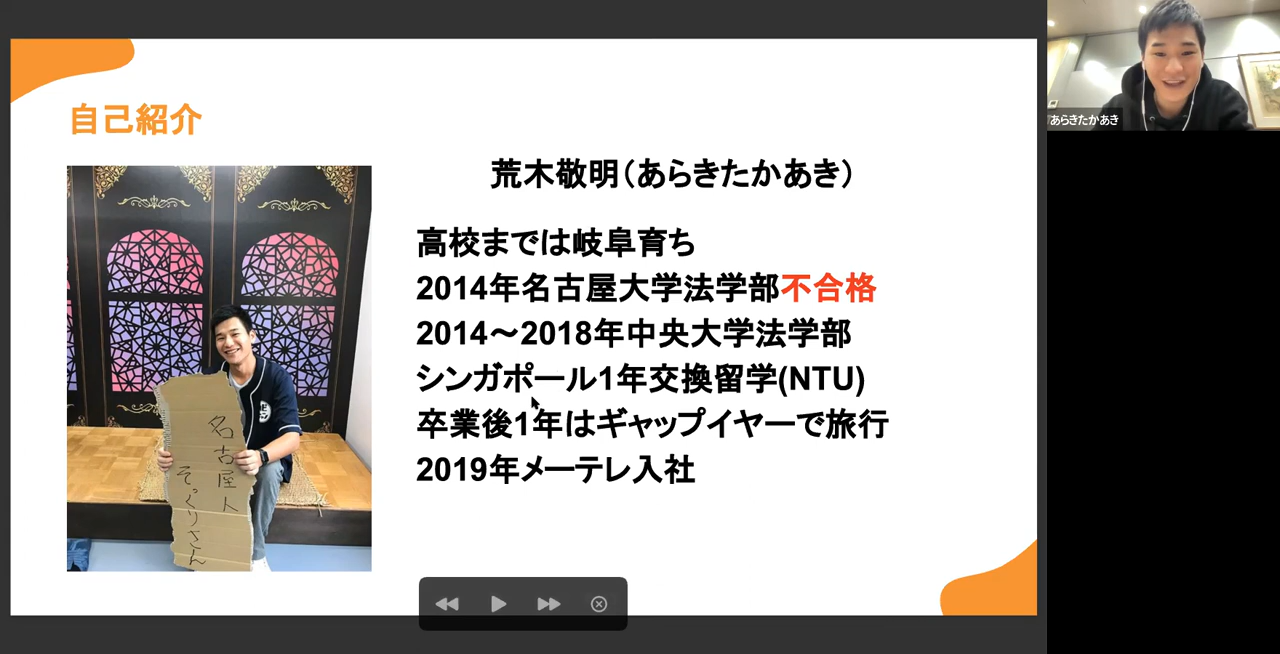 自己紹介
荒木敬明(あらきたかあき)
高校までは岐阜育ち
2014年名古屋大学法学部不合格
2014〜2018年中央大学法学部
シンガポール1年交換留学(NTU)
卒業後1年はギャップイヤーで旅行
2019年メーテレ入社
名古屋人
そっくりさん
あらきたかあき